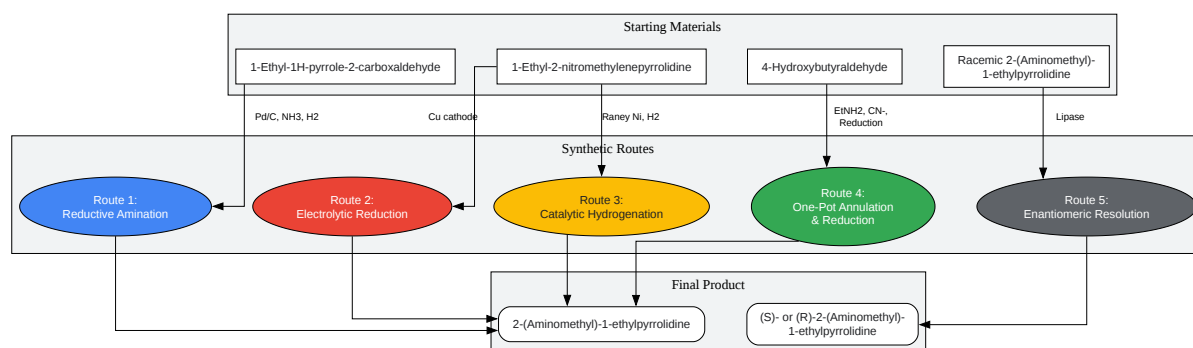 Starting Materials
1-Ethyl-1H-pyrrole-2-carboxaldehyde
1-Ethyl-2-nitromethylenepyrrolidine
4-Hydroxybutyraldehyde
Racemic 2-(Aminomethyl)-
1-ethylpyrrolidine
Pd/C, NH3, H2
Cu cathode
Raney Ni, H2
EtNH2, CN-,
Reduction
Lipase
Synthetic Routes
Route 1:
Reductive Amination
Route 2:
Electrolytic Reduction
Route 3:
Catalytic Hydrogenation
Route 4:
One-Pot Annulation
& Reduction
Route 5:
Enantiomeric Resolution
Final Product
2-(Aminomethyl)-1-ethylpyrrolidine
(S)- or (R)-2-(Aminomethyl)-
1-ethylpyrrolidine